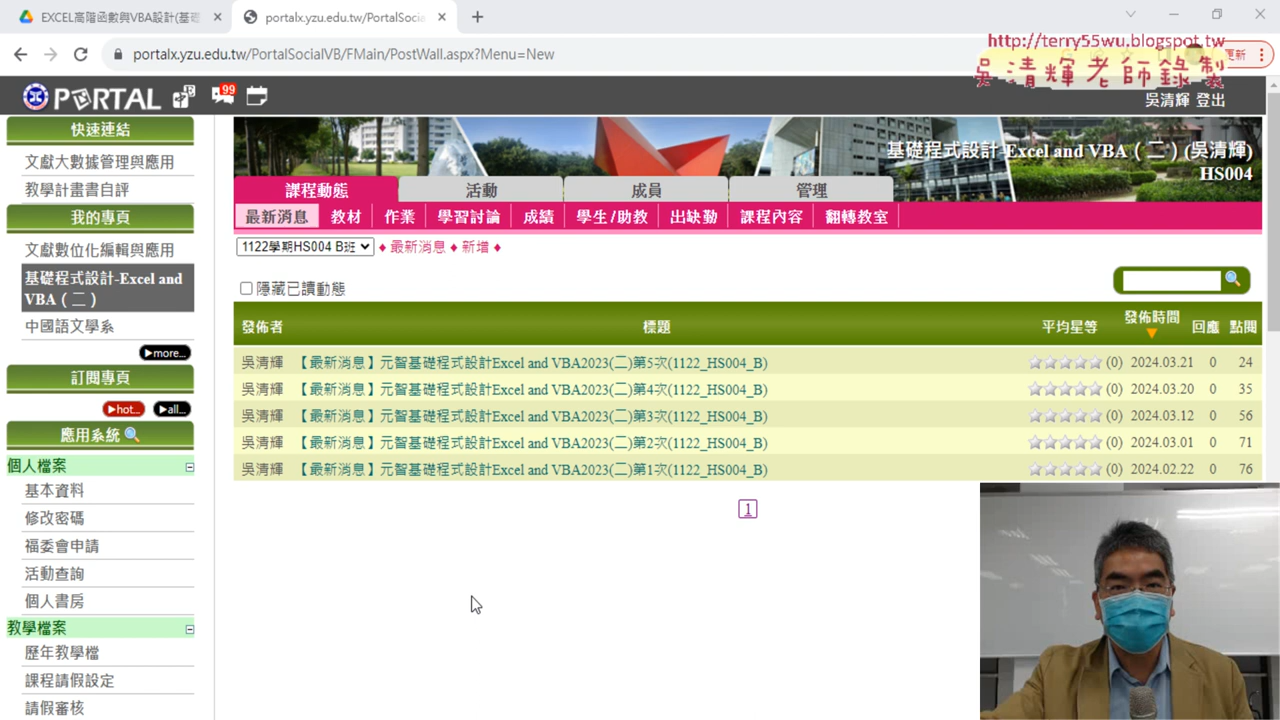 EXCEL高階函數與VBA設計(基礎
portalx.yzu.edu.tw/PortalSocia
portalx.yzu.edu.tw/PortalSocialVB/FMain/PostWall.aspx?Menu=New
更新
http://terry55wu.blogspot.tw
吳清輝老師錄製
PORTAL
99
吳清輝 登出
快速連結
文獻大數據管理與應用
教學計畫書自評
我的專頁
文獻數位化編輯與應用
基礎程式設計-Excel and
VBA（二）
中國語文學系
▶more...
訂閱專頁
▶hot...
▶all...
應用系統
個人檔案
基本資料
修改密碼
福委會申請
活動查詢
個人書房
教學檔案
歷年教學檔
課程請假設定
請假審核
基礎程式設計-Excel and VBA（二）(吳清輝)
HS004
課程動態 活動 成員 管理
最新消息 教材 作業 學習討論 成績 學生/助教 出缺勤 課程內容 翻轉教室
1122學期HS004 B班 ♦ 最新消息 ♦ 新增 ♦
隱藏已讀動態
發佈者 標題 平均星等 發佈時間 回應 點閱
吳清輝 【最新消息】元智基礎程式設計Excel and VBA2023(二)第5次(1122_HS004_B) (0) 2024.03.21 0 24
吳清輝 【最新消息】元智基礎程式設計Excel and VBA2023(二)第4次(1122_HS004_B) (0) 2024.03.20 0 35
吳清輝 【最新消息】元智基礎程式設計Excel and VBA2023(二)第3次(1122_HS004_B) (0) 2024.03.12 0 56
吳清輝 【最新消息】元智基礎程式設計Excel and VBA2023(二)第2次(1122_HS004_B) (0) 2024.03.01 0 71
吳清輝 【最新消息】元智基礎程式設計Excel and VBA2023(二)第1次(1122_HS004_B) (0) 2024.02.22 0 76
1